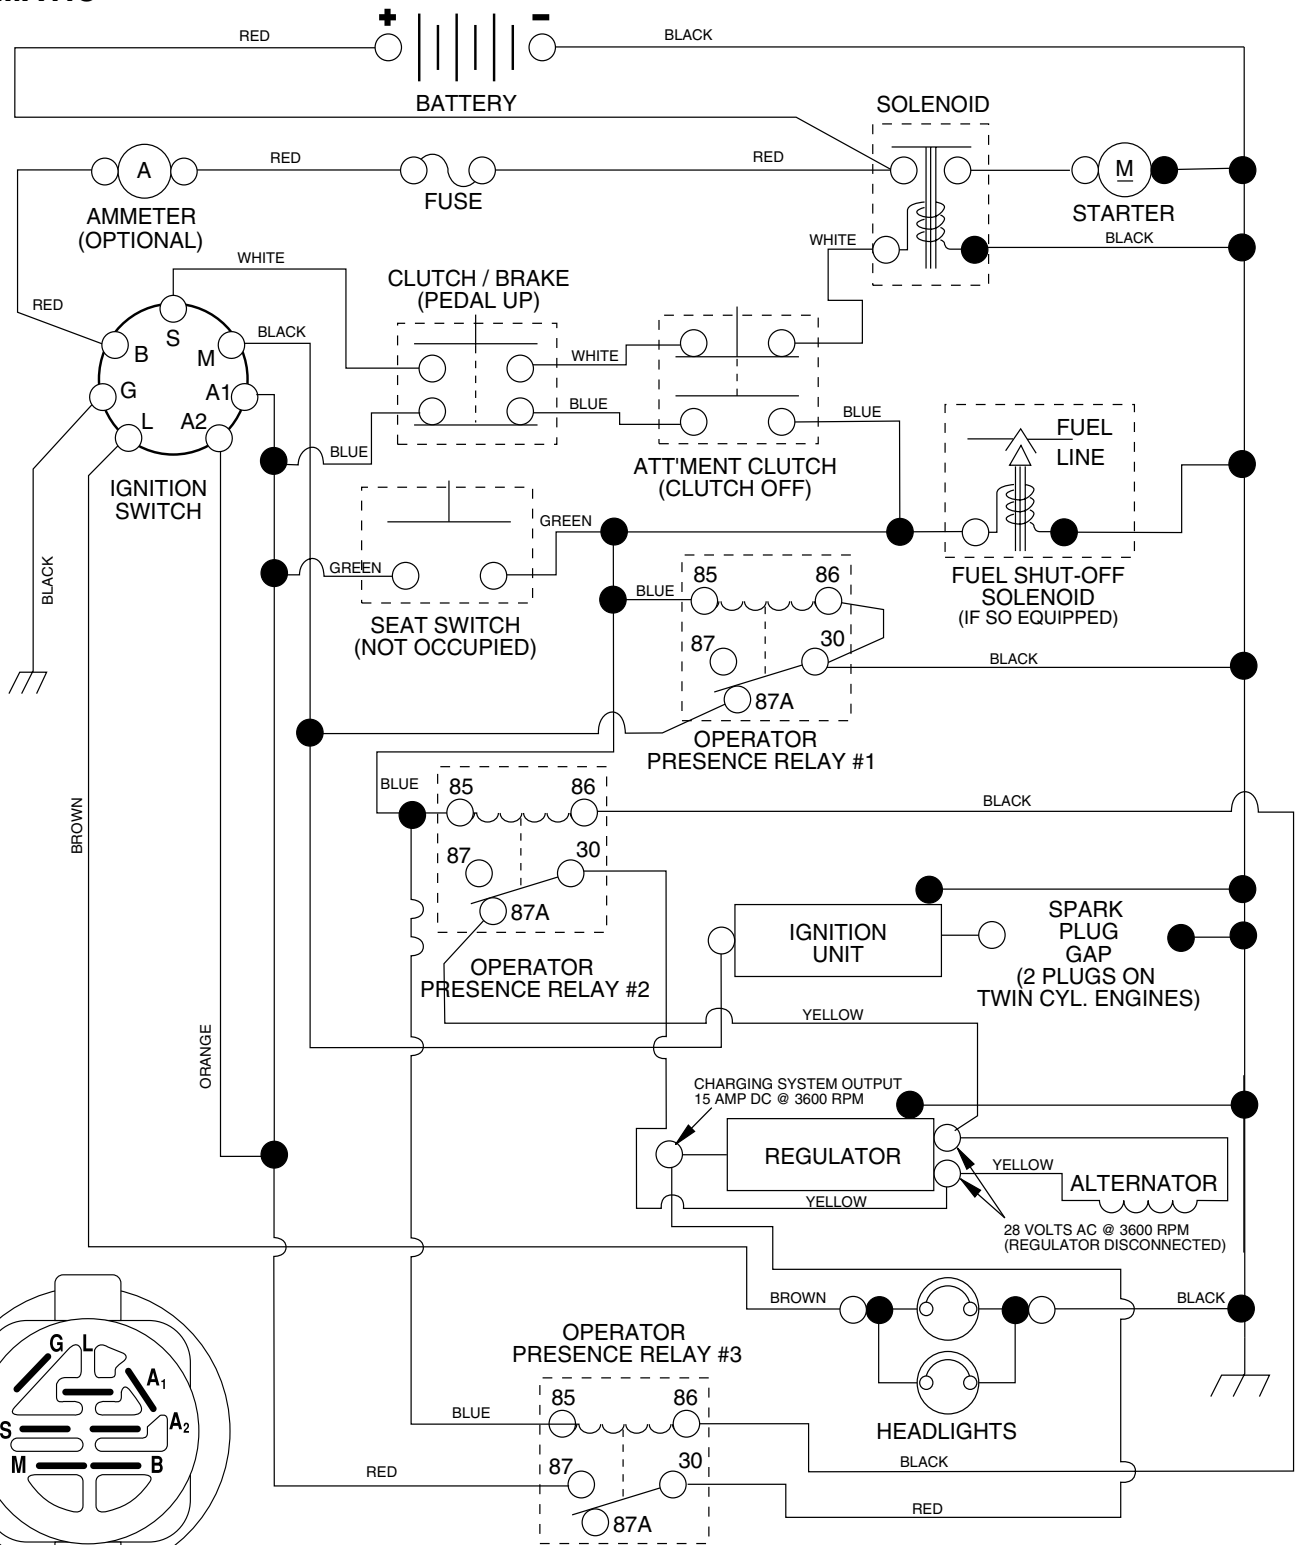 +
-
RED
BLACK
BATTERY
SOLENOID
A
RED
RED
M
FUSE
AMMETER
(OPTIONAL)
STARTER
WHITE
BLACK
WHITE
CLUTCH / BRAKE
(PEDAL UP)
RED
S
BLACK
B
M
WHITE
G
A1
BLUE
BLUE
L
A2
BLUE
FUEL
LINE
ATT'MENT CLUTCH
(CLUTCH OFF)
IGNITION
SWITCH
GREEN
BLACK
GREEN
85
86
FUEL SHUT-OFF
SOLENOID
(IF SO EQUIPPED)
BLUE
SEAT SWITCH
(NOT OCCUPIED)
87
30
BLACK
87A
OPERATOR
PRESENCE RELAY #1
BLUE
85
86
BLACK
BROWN
87
30
87A
SPARK
PLUG
GAP
(2 PLUGS ON
TWIN CYL. ENGINES)
IGNITION
UNIT
OPERATOR
PRESENCE RELAY #2
YELLOW
ORANGE
CHARGING SYSTEM OUTPUT
15 AMP DC @ 3600 RPM
REGULATOR
YELLOW
ALTERNATOR
YELLOW
28 VOLTS AC @ 3600 RPM
(REGULATOR DISCONNECTED)
BROWN
BLACK
OPERATOR
PRESENCE RELAY #3
G
L
A1
A2
S
M
B
85
86
BLUE
HEADLIGHTS
87
30
BLACK
RED
RED
87A